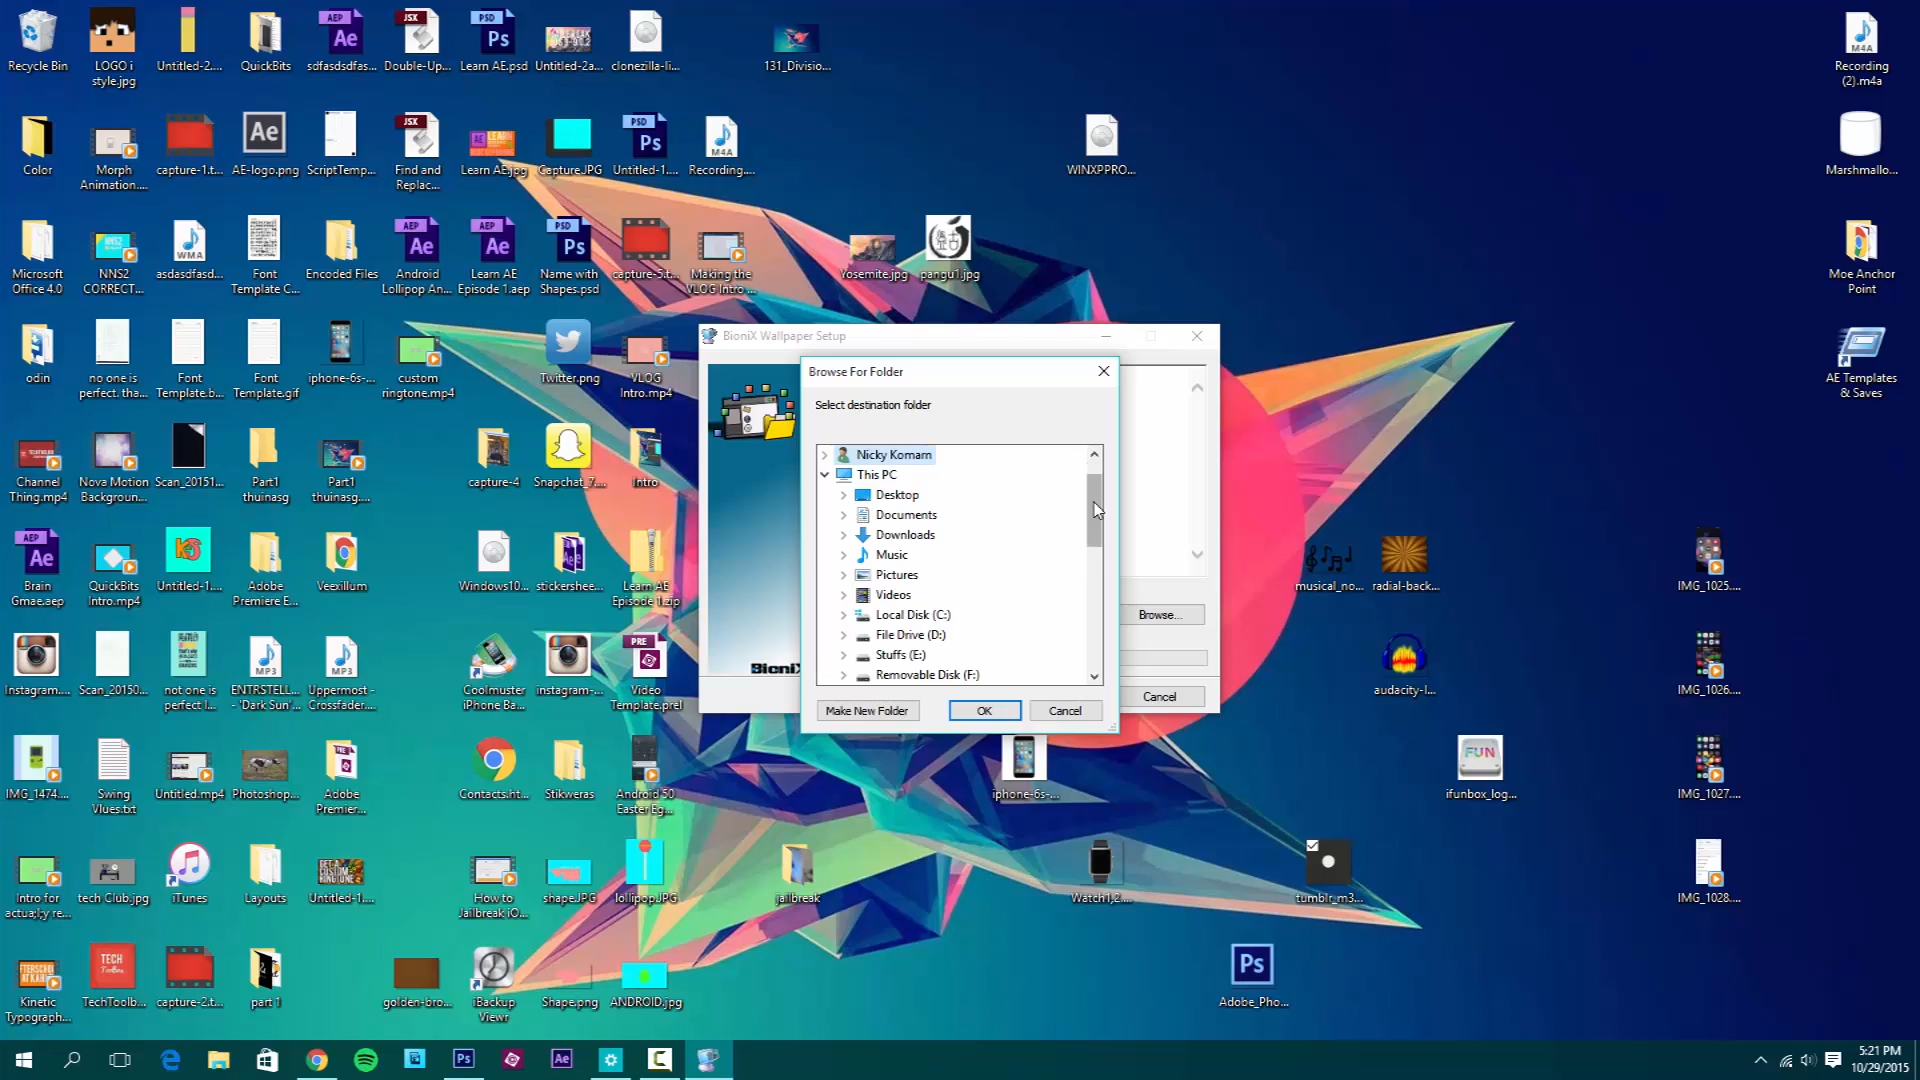 Recycle Bin
LOGO i
style.jpg
Untitled-2....
QuickBits
sdfasdsdfas...
Double-Up...
Learn AE.psd
Untitled-2a...
clonezilla-li...
131_Divisio...
Recording
(2).m4a
Color
Morph
Animation....
capture-1.t...
AE-logo.png
ScriptTemp...
Find and
Replac...
Learn AE.jpg
Capture.JPG
Untitled-1....
Recording....
WINXPPRO...
Marshmallo...
Microsoft
Office 4.0
NNS2
CORRECT....
asdasdfasd...
Font
Template C...
Encoded Files
Android
Lollipop An...
Learn AE
Episode 1.aep
Name with
Shapes.psd
capture-5.t...
Making the
VLOG Intro ...
Yosemite.jpg
pangu1.jpg
Moe Anchor
Point
odin
no one is
perfect. tha...
Font
Template.b...
Font
Template.gif
iphone-6s-...
custom
ringtone.mp4
Twitter.png
VLOG
Intro.mp4
AE Templates
& Saves
BioniX Wallpaper Setup
Browse For Folder
Select destination folder
Nicky Komarn
This PC
Desktop
Documents
Downloads
Music
Pictures
Videos
Local Disk (C:)
File Drive (D:)
Stuffs (E:)
Removable Disk (F:)
Make New Folder
OK
Cancel
Browse...
Cancel
BioniX
Channel
Thing.mp4
Nova Motion
Backgroun...
Scan_20151...
Part1
thuinasg
Part1
thuinasg....
capture-4
Snapchat_7....
Intro
Brain
Gmae.aep
QuickBits
Intro.mp4
Untitled-1....
Adobe
Premiere E...
Veexillum
Windows10...
stickershee...
Learn AE
Episode 1.zip
musical_no...
radial-back...
IMG_1025....
Instagram....
Scan_20150...
not one is
perfect I...
ENTRSTELL...
- 'Dark Sun'...
Uppermost -
Crossfader....
Coolmuster
iPhone Ba...
instagram-...
Video
Template.prel
audacity-l...
IMG_1026....
IMG_1474....
Swing
Vlues.txt
Untitled.mp4
Photoshop...
Adobe
Premier...
Contacts.ht...
Stikweras
Android 50
Easter Eg...
iphone-6s-...
ifunbox_log...
IMG_1027....
Intro for
actua;l;y re...
tech Club.jpg
iTunes
Layouts
Untitled-1....
How to
Jailbreak iO...
shape.JPG
lollipop.JPG
jailbreak
Watch1,2....
tumblr_m3...
IMG_1028....
Kinetic
Typograph...
TechToolb...
capture-2.t...
part 1
golden-bro...
iBackup
Viewr
Shape.png
ANDROID.jpg
Adobe_Pho...
5:21 PM
10/29/2015